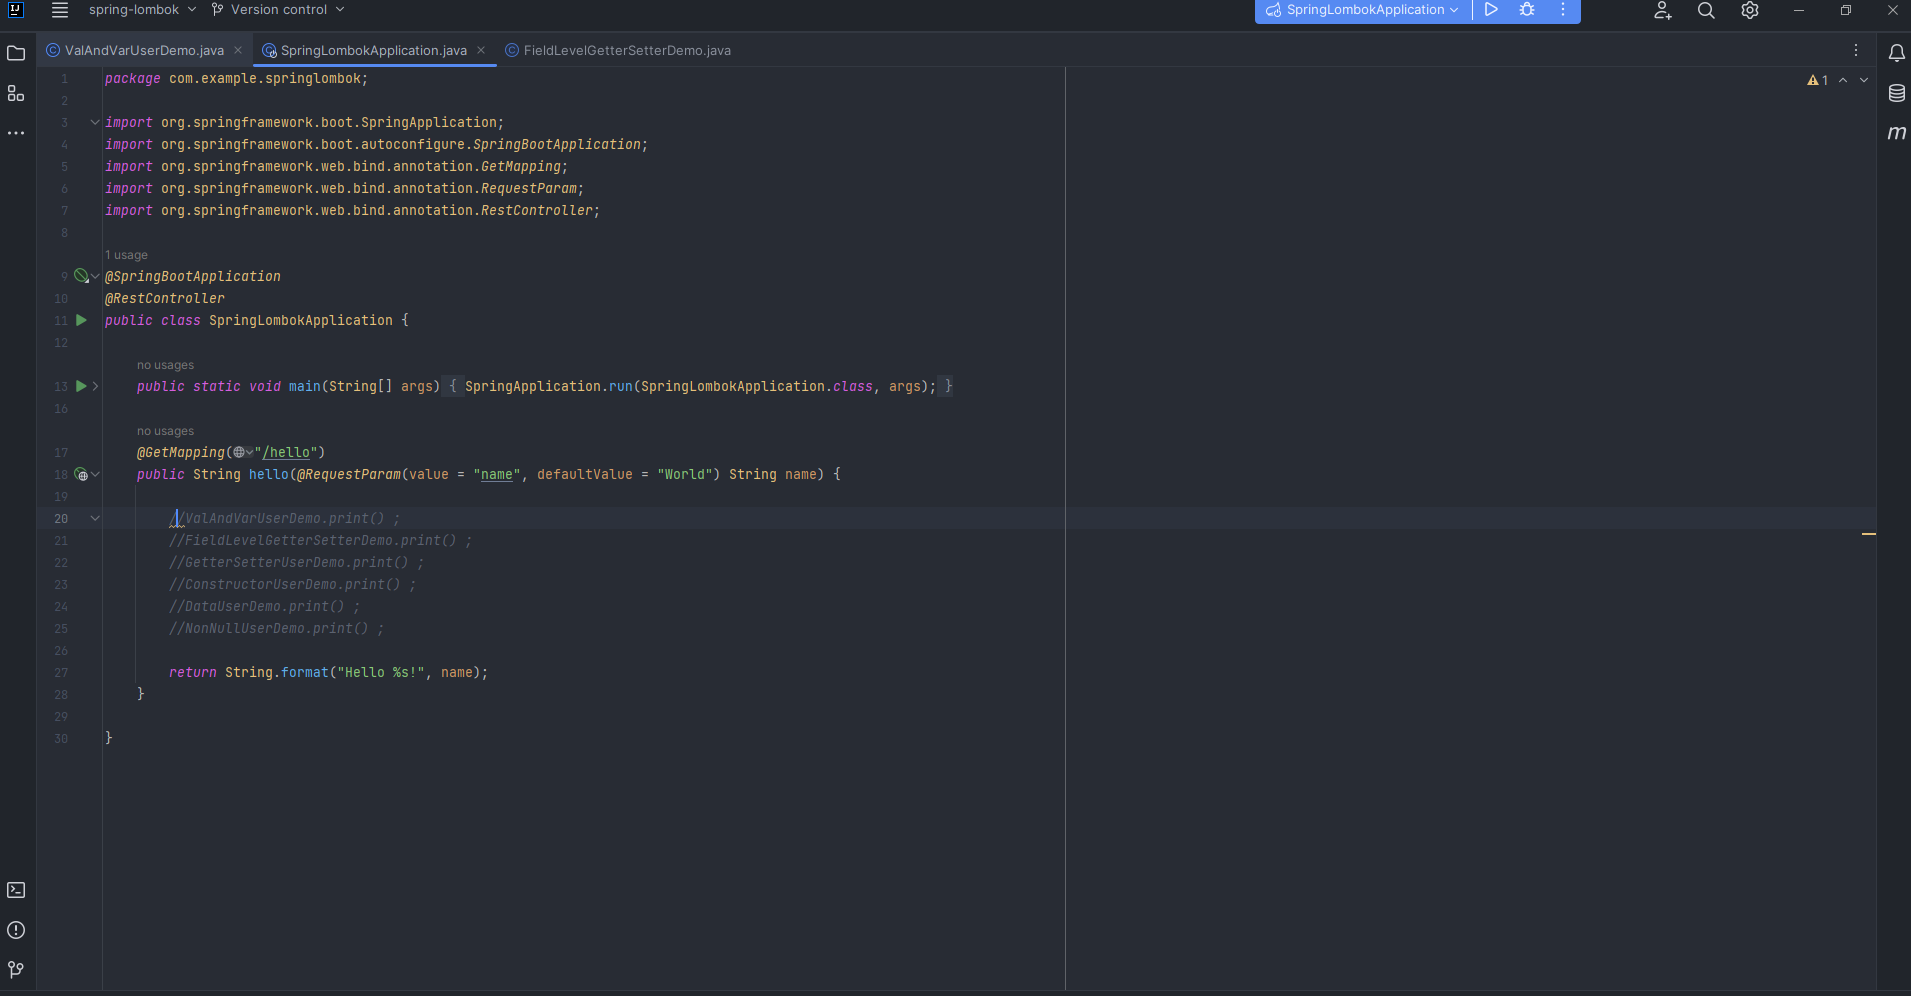 spring-lombok Version control SpringLombokApplication
ValAndVarUserDemo.java SpringLombokApplication.java FieldLevelGetterSetterDemo.java
1 package com.example.springlombok; 1
2
3 import org.springframework.boot.SpringApplication;
4 import org.springframework.boot.autoconfigure.SpringBootApplication;
5 import org.springframework.web.bind.annotation.GetMapping;
6 import org.springframework.web.bind.annotation.RequestParam;
7 import org.springframework.web.bind.annotation.RestController;
8
1 usage
9 @SpringBootApplication
10 @RestController
11 public class SpringLombokApplication {
12
no usages
13 public static void main(String[] args) { SpringApplication.run(SpringLombokApplication.class, args); }
16
no usages
17 @GetMapping("/hello")
18 public String hello(@RequestParam(value = "name", defaultValue = "World") String name) {
19
20 //ValAndVarUserDemo.print() ;
21 //FieldLevelGetterSetterDemo.print() ;
22 //GetterSetterUserDemo.print() ;
23 //ConstructorUserDemo.print() ;
24 //DataUserDemo.print() ;
25 //NonNullUserDemo.print() ;
26
27 return String.format("Hello %s!", name);
28 }
29
30 }